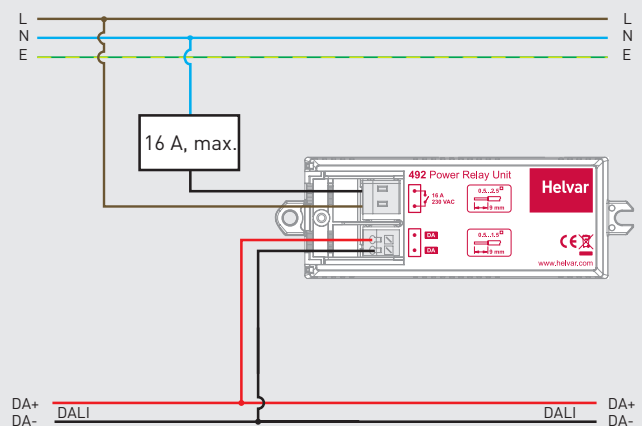 L L
N N
E E
16 A, max.
492 Power Relay Unit
16 A
230 VAC
0,5...2,5
9 mm
Helvar
DA
DA
0,5...1,5
9 mm
CE
www.helvar.com
DA+ DA+
DALI DALI
DA- DA-